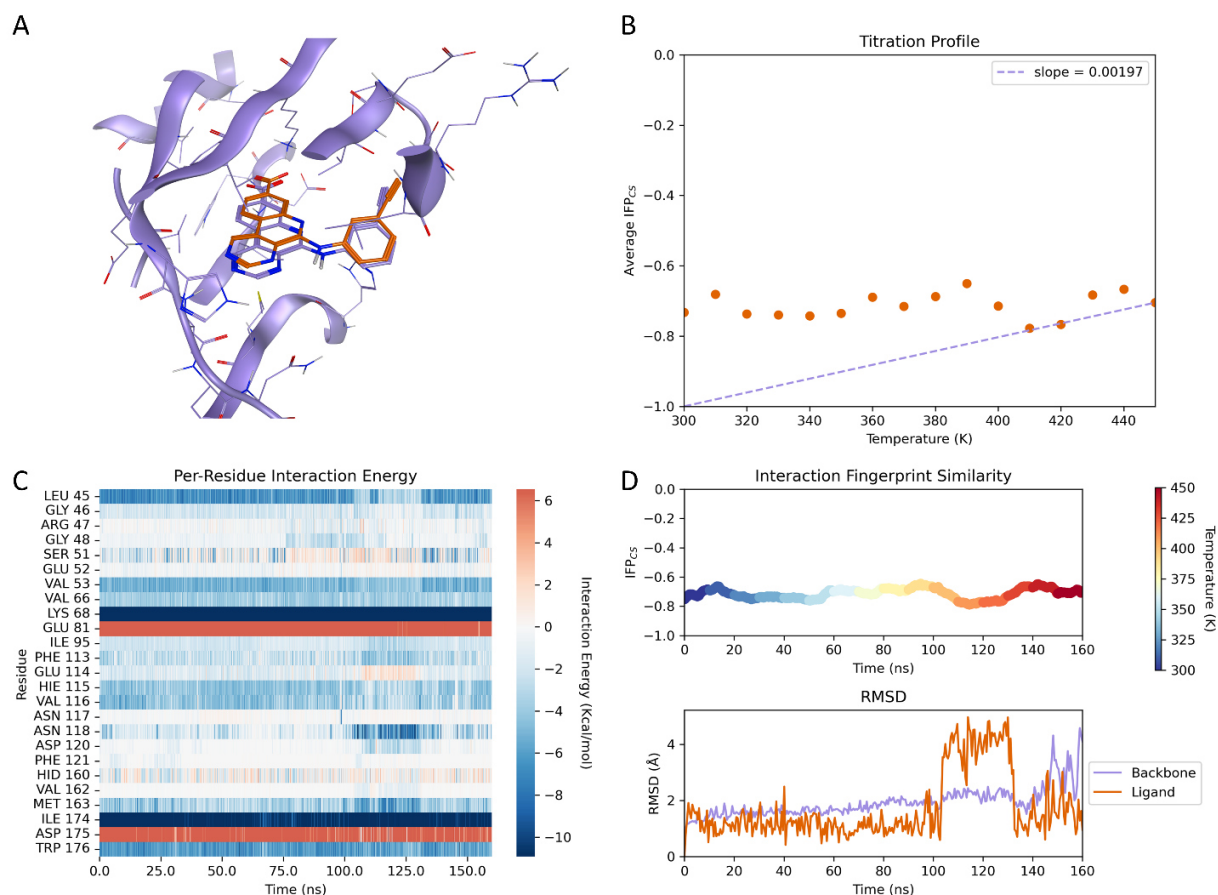 A
B
Titration Profile
slope = 0.00197
0.0
−0.2
−0.4
−0.6
−0.8
−1.0
Average IFP_CS
300 320 340 360 380 400 420 440
Temperature (K)
C
Per-Residue Interaction Energy
LEU 45
GLY 46
ARG 47
GLY 48
SER 51
GLU 52
VAL 53
VAL 66
LYS 68
GLU 81
ILE 95
PHE 113
GLU 114
HIE 115
VAL 116
ASN 117
ASN 118
ASP 120
PHE 121
HID 160
VAL 162
MET 163
ILE 174
ASP 175
TRP 176
Residue
0.0 25.0 50.0 75.0 100.0 125.0 150.0
Time (ns)
6
4
2
0
−2
−4
−6
−8
−10
Interaction Energy (Kcal/mol)
D
Interaction Fingerprint Similarity
0.0
−0.2
−0.4
−0.6
−0.8
−1.0
IFP_CS
0 20 40 60 80 100 120 140 160
Time (ns)
450
425
400
375
350
325
300
Temperature (K)
RMSD
4
2
0
RMSD (Å)
0 20 40 60 80 100 120 140 160
Time (ns)
Backbone
Ligand